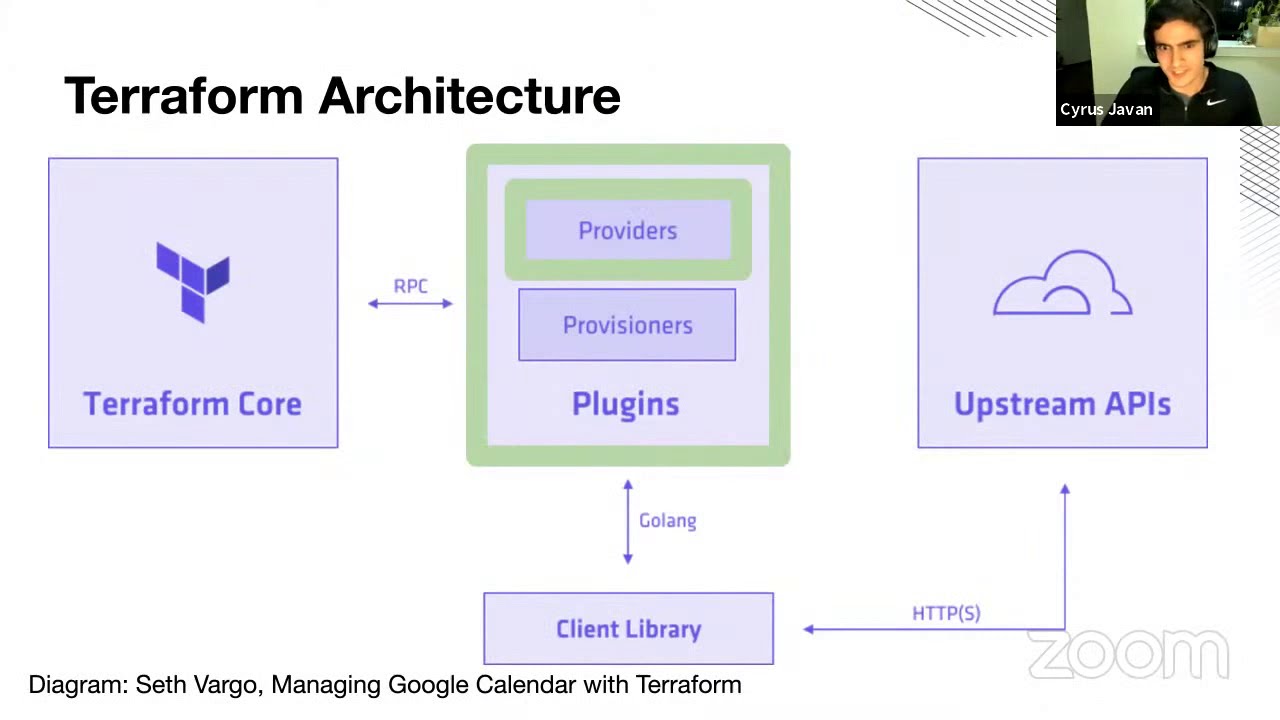 Terraform Architecture
Cyrus Javan
Providers
RPC
Provisioners
Terraform Core
Plugins
Upstream APIs
Golang
HTTP(S)
Client Library
zoom
Diagram: Seth Vargo, Managing Google Calendar with Terraform